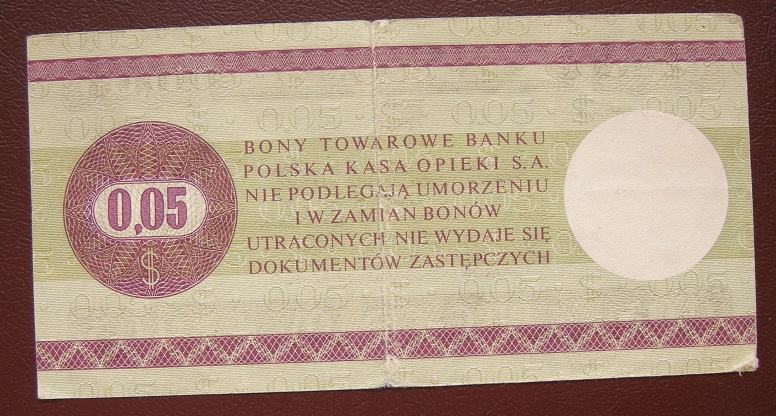 BONY TOWAROWE BANKU
POLSKA KASA OPIEKI S.A.
NIE PODLEGAJĄ UMORZENIU
I W ZAMIAN BONÓW
UTRACONYCH NIE WYDAJE SIĘ
DOKUMENTÓW ZASTĘPCZYCH
0,05
$